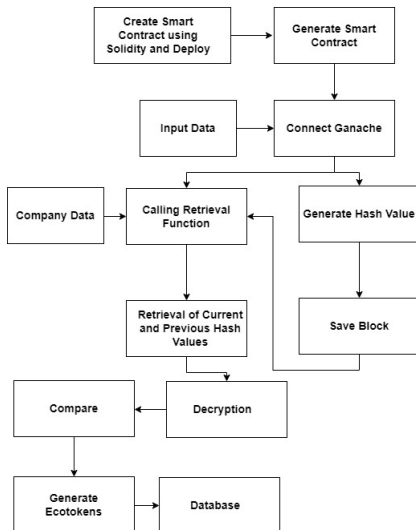 Create Smart
Contract using
Solidity and Deploy
Generate Smart
Contract
Input Data
Connect Ganache
Company Data
Calling Retrieval
Function
Generate Hash Value
Retrieval of Current
and Previous Hash
Values
Save Block
Compare
Decryption
Generate
Ecotokens
Database